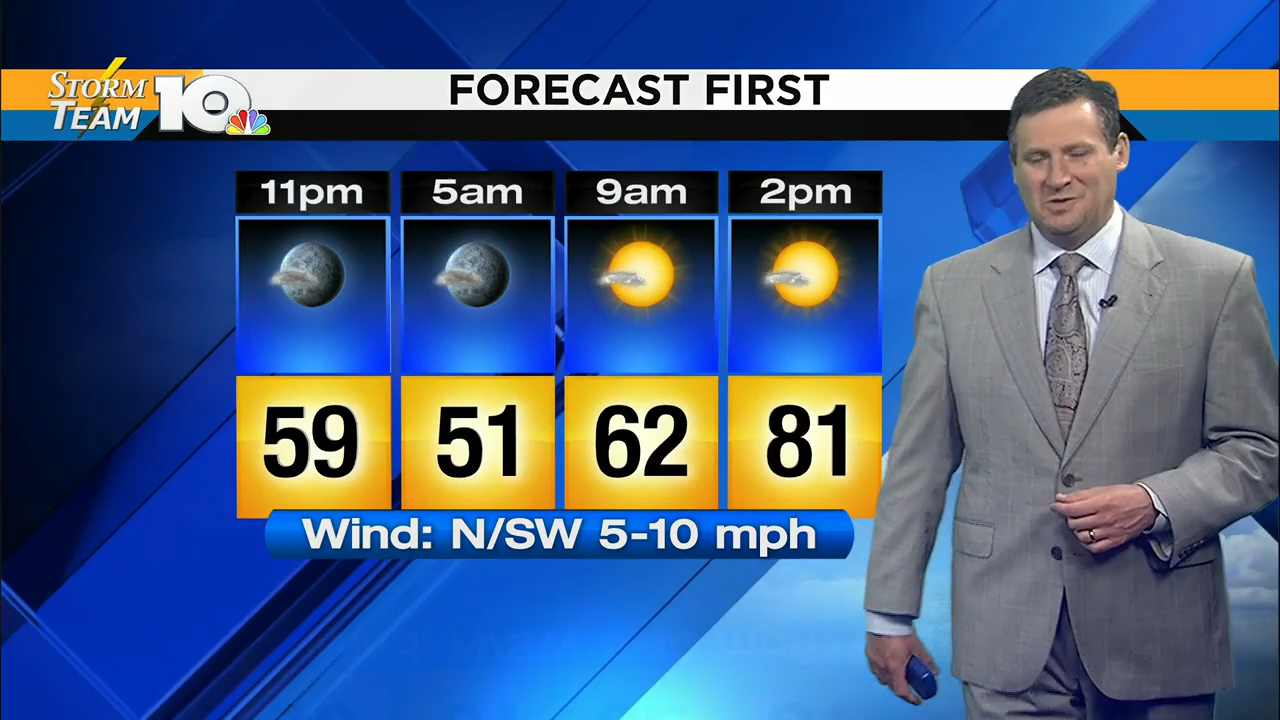 STORM
TEAM 10
FORECAST FIRST
11pm 5am 9am 2pm
59 51 62 81
Wind: N/SW 5-10 mph